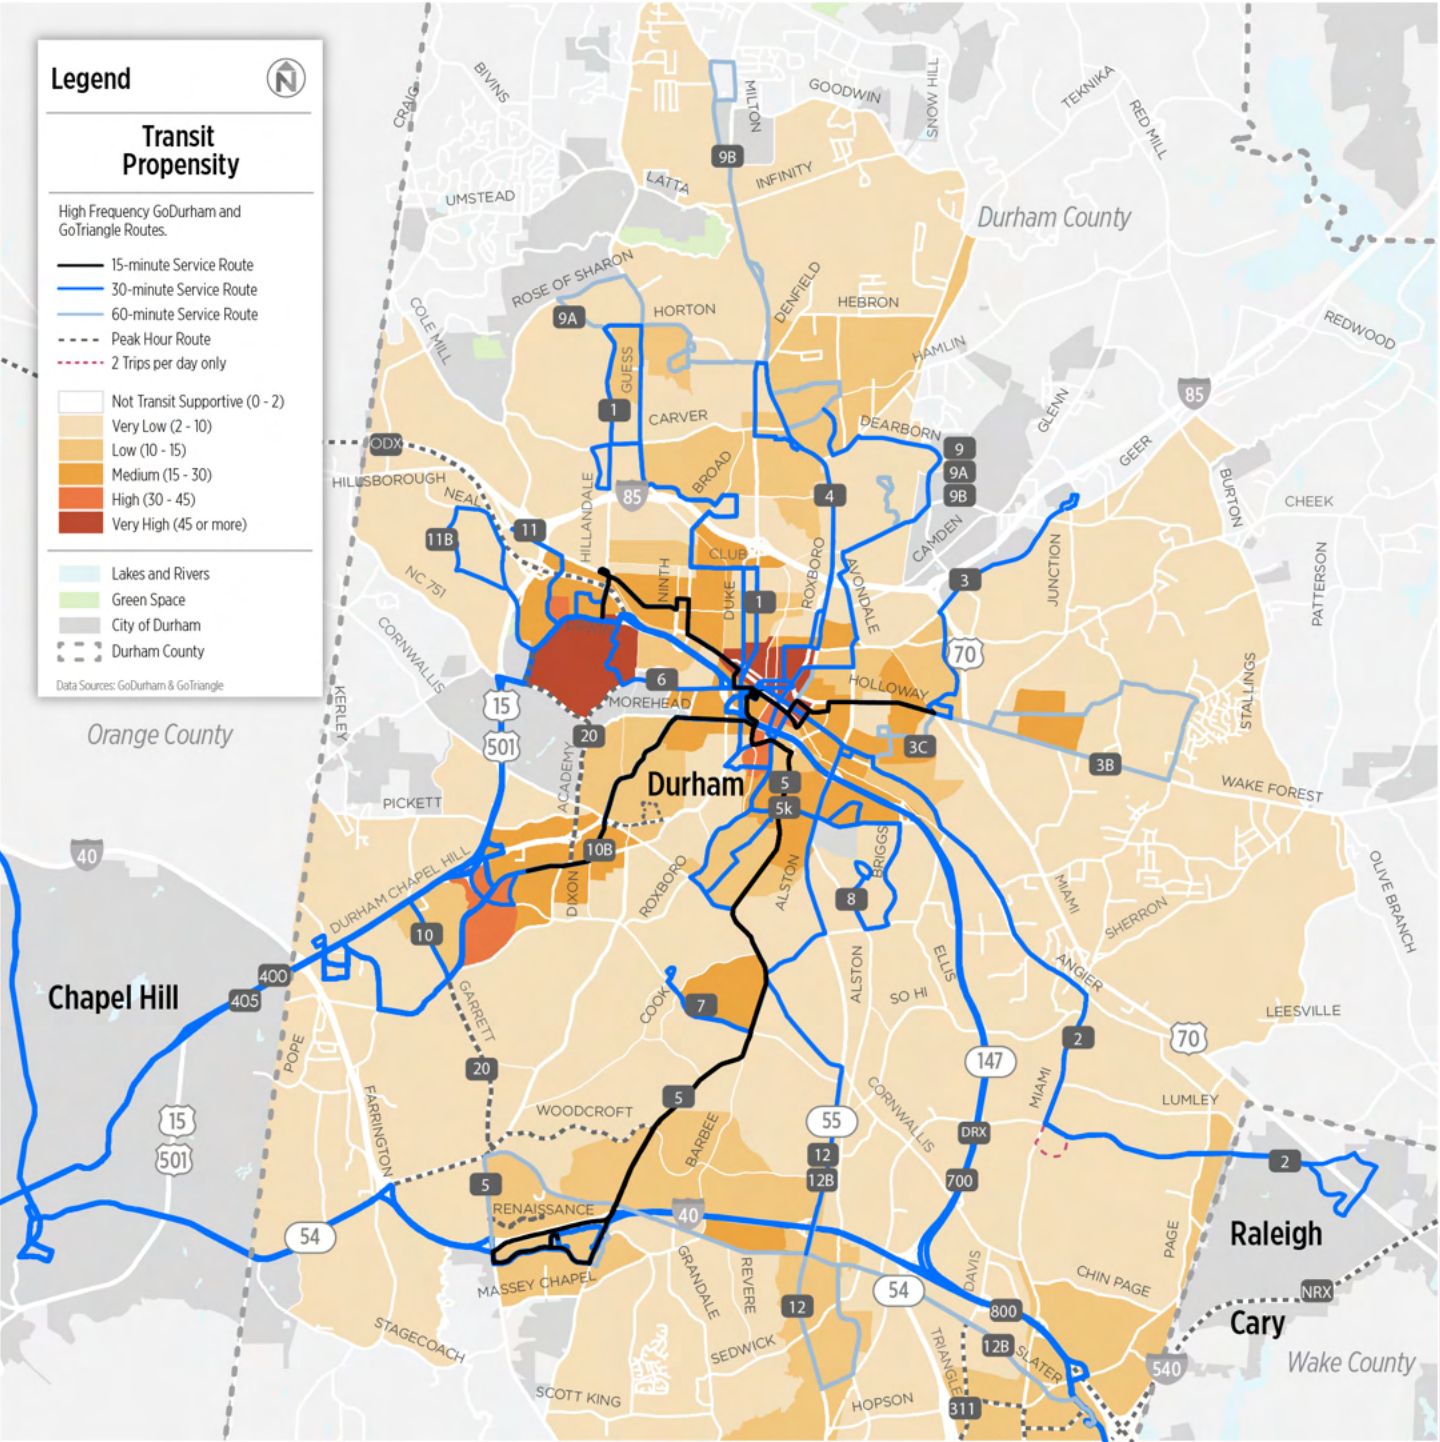 Legend
N
Transit
Propensity
High Frequency GoDurham and
GoTriangle Routes.
15-minute Service Route
30-minute Service Route
60-minute Service Route
Peak Hour Route
2 Trips per day only
Not Transit Supportive (0 - 2)
Very Low (2 - 10)
Low (10 - 15)
Medium (15 - 30)
High (30 - 45)
Very High (45 or more)
Lakes and Rivers
Green Space
City of Durham
Durham County
Data Sources: GoDurham & GoTriangle
CRAIG
BIVINS
MILTON
GOODWIN
SNOW HILL
TEKNIKA
RED MILL
9B
LATTA
INFINITY
UMSTEAD
Durham County
ROSE OF SHARON
DENFIELD
9A
HORTON
HEBRON
COLE MILL
GUESS
HAMLIN
REDWOOD
85
1
CARVER
DEARBORN
GLENN
ODX
9
9A
9B
GEER
HILLSBOROUGH
NEAL
BROAD
85
4
BURTON
CHEEK
HILLANDALE
11
11B
CAMDEN
CLUB
ROXBORO
AVONDALE
JUNCTION
PATTERSON
NC 751
NINTH
DUKE
1
3
CORNWALLIS
70
STALLINGS
6
HOLLOWAY
KERLEY
15
501
MOREHEAD
20
Orange County
3C
3B
ACADEMY
Durham
5
5k
WAKE FOREST
PICKETT
40
10B
BRIGGS
DURHAM CHAPEL HILL
DIXON
ROXBORO
ALSTON
8
MIAMI
SHERRON
OLIVE BRANCH
10
400
405
Chapel Hill
GARRETT
COOK
7
ALSTON
SO HI
ELLIS
ANGIER
LEESVILLE
POPE
2
70
147
20
FARRINGTON
WOODCROFT
5
BARBEE
CORNWALLIS
MIAMI
LUMLEY
15
501
55
12
12B
DRX
700
2
5
RENAISSANCE
40
54
Raleigh
PAGE
MASSEY CHAPEL
GRANDALE
REVERE
DAVIS
CHIN PAGE
54
NRX
12
800
Cary
STAGECOACH
SEDWICK
TRIANGLE
12B
SLATER
540
Wake County
SCOTT KING
HOPSON
311